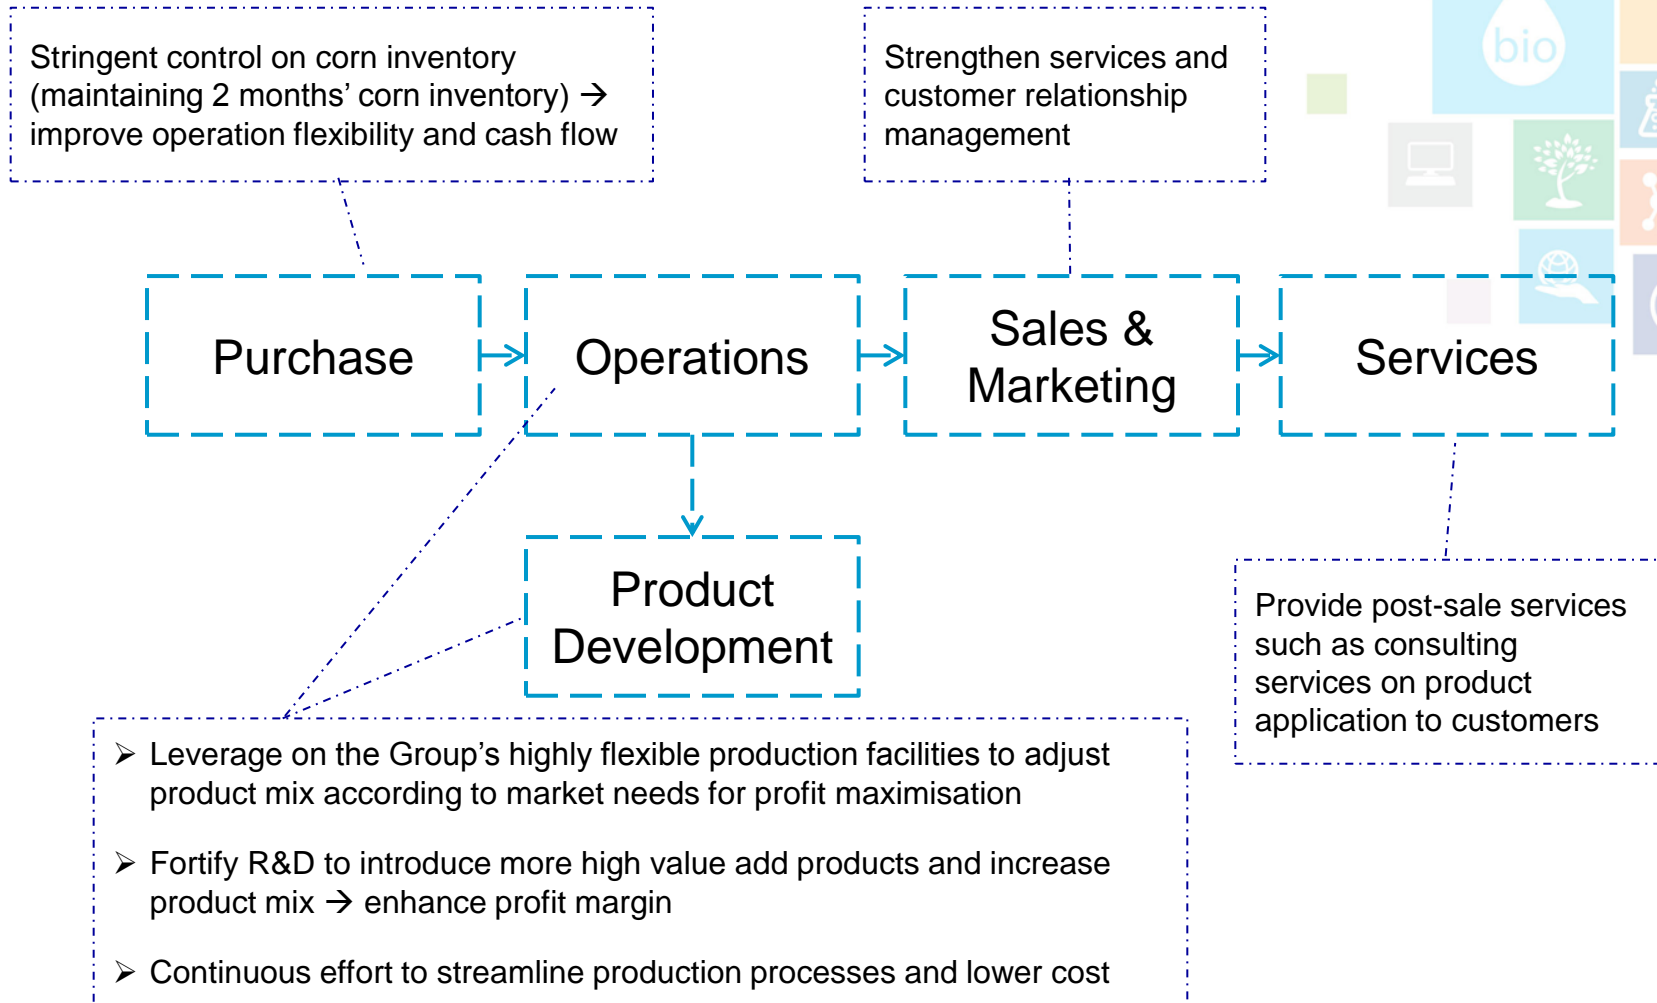 Stringent control on corn inventory
(maintaining 2 months’ corn inventory) →
improve operation flexibility and cash flow
Strengthen services and
customer relationship
management
bio
Purchase
Operations
Sales &
Marketing
Services
Product
Development
Provide post-sale services
such as consulting
services on product
application to customers
➢ Leverage on the Group’s highly flexible production facilities to adjust
product mix according to market needs for profit maximisation
➢ Fortify R&D to introduce more high value add products and increase
product mix → enhance profit margin
➢ Continuous effort to streamline production processes and lower cost